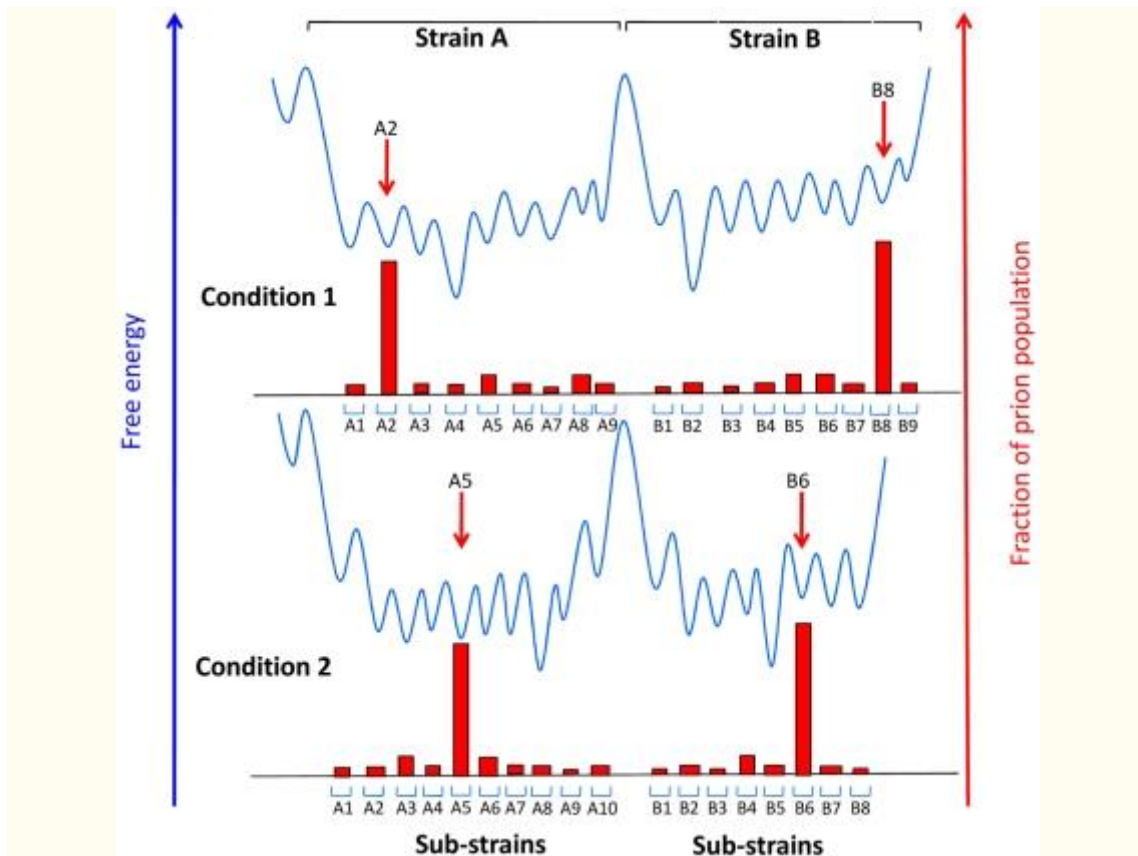 Strain A Strain B
A2 B8
Condition 1
A1 A2 A3 A4 A5 A6 A7 A8 A9 B1 B2 B3 B4 B5 B6 B7 B8 B9
Free energy
Fraction of prion population
A5 B6
Condition 2
A1 A2 A3 A4 A5 A6 A7 A8 A9 A10 B1 B2 B3 B4 B5 B6 B7 B8
Sub-strains Sub-strains